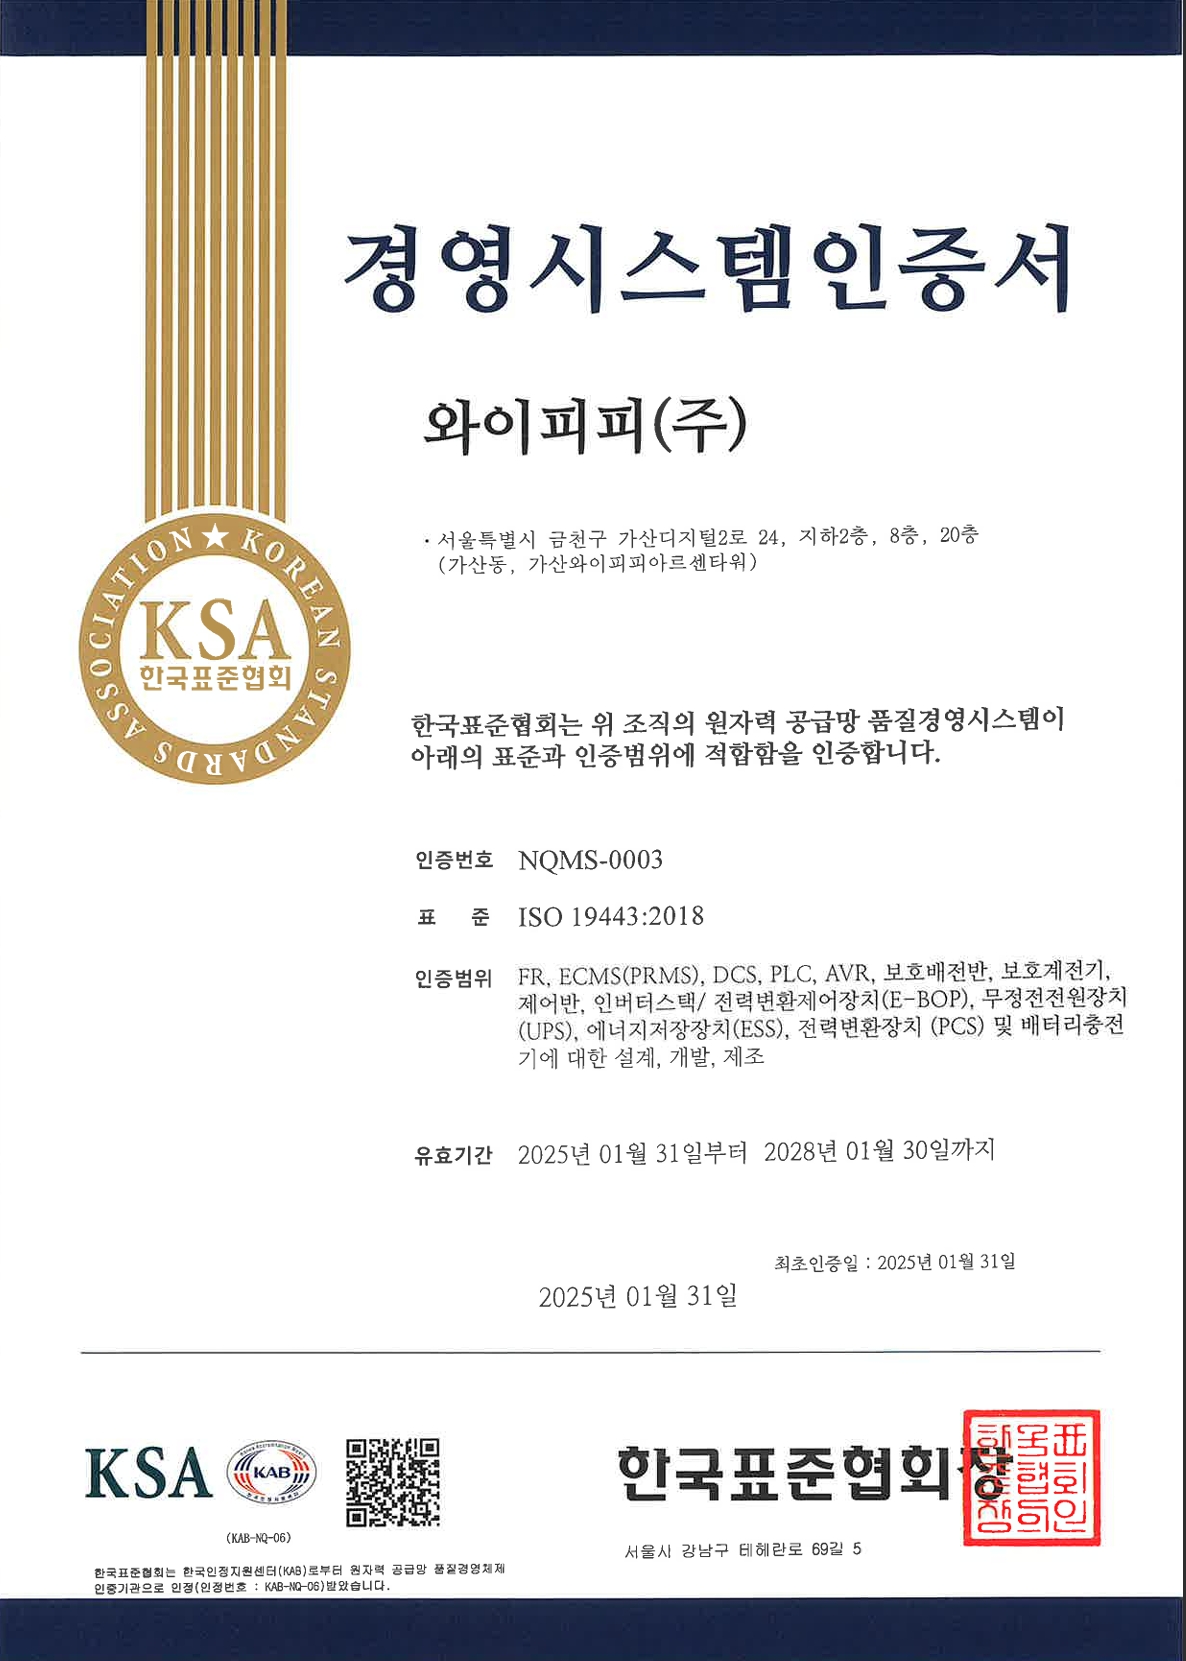 경영시스템인증서
와이피피(주)
· 서울특별시 금천구 가산디지털2로 24, 지하2층, 8층, 20층
(가산동, 가산와이피피아르센타워)
KOREAN STANDARDS ASSOCIATION
KSA
한국표준협회
한국표준협회는 위 조직의 원자력 공급망 품질경영시스템이
아래의 표준과 인증범위에 적합함을 인증합니다.
인증번호 NQMS-0003
표 준 ISO 19443:2018
인증범위 FR, ECMS(PRMS), DCS, PLC, AVR, 보호배전반, 보호계전기,
제어반, 인버터스택/ 전력변환제어장치(E-BOP), 무정전전원장치
(UPS), 에너지저장장치(ESS), 전력변환장치 (PCS) 및 배터리충전
기에 대한 설계, 개발, 제조
유효기간 2025년 01월 31일부터 2028년 01월 30일까지
최초인증일 : 2025년 01월 31일
2025년 01월 31일
KSA
Korea Accreditation Board
KAB
(KAB-NQ-06)
한국표준협회는 한국인정지원센터(KAB)로부터 원자력 공급망 품질경영체제
인증기관으로 인정(인정번호 : KAB-NQ-06)받았습니다.
한국표준협회장
서울시 강남구 테헤란로 69길 5